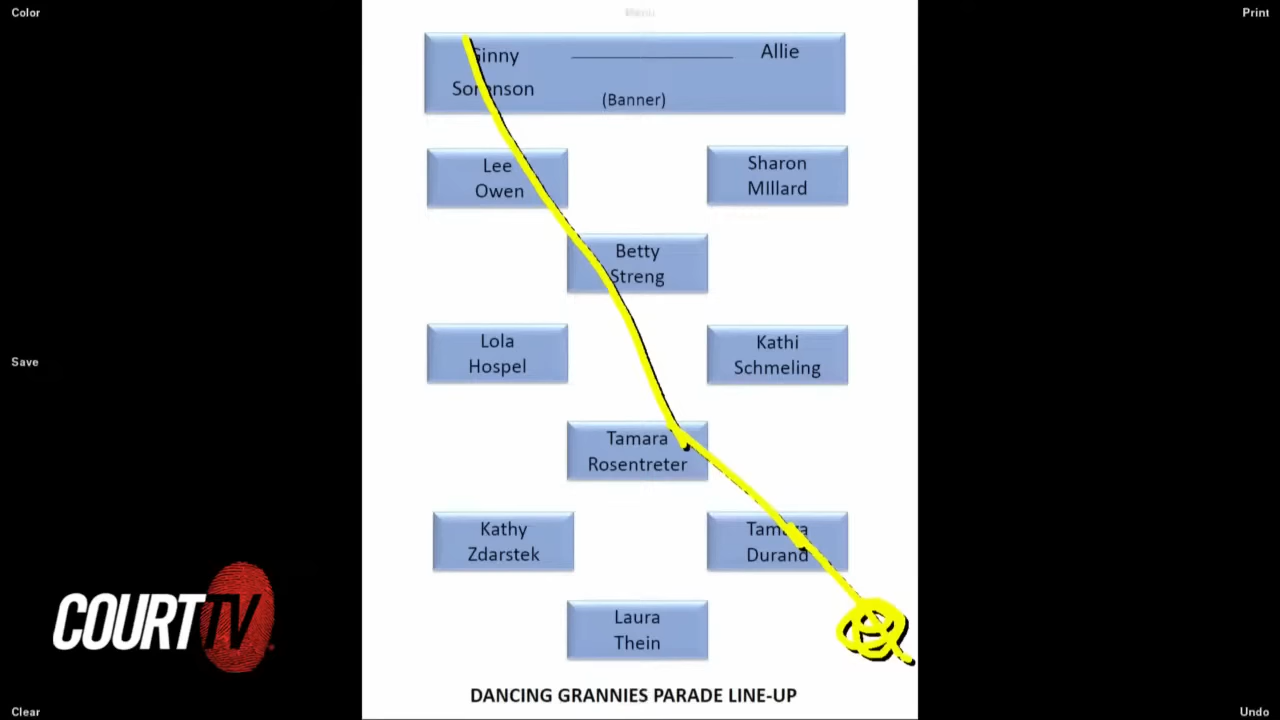 Color
Menu
Print
Ginny
Sorenson
Allie
(Banner)
Lee
Owen
Sharon
MIllard
Betty
Streng
Lola
Hospel
Kathi
Schmeling
Tamara
Rosentreter
Kathy
Zdarstek
Tamara
Durand
Laura
Thein
DANCING GRANNIES PARADE LINE-UP
Save
COURT TV
Clear
Undo